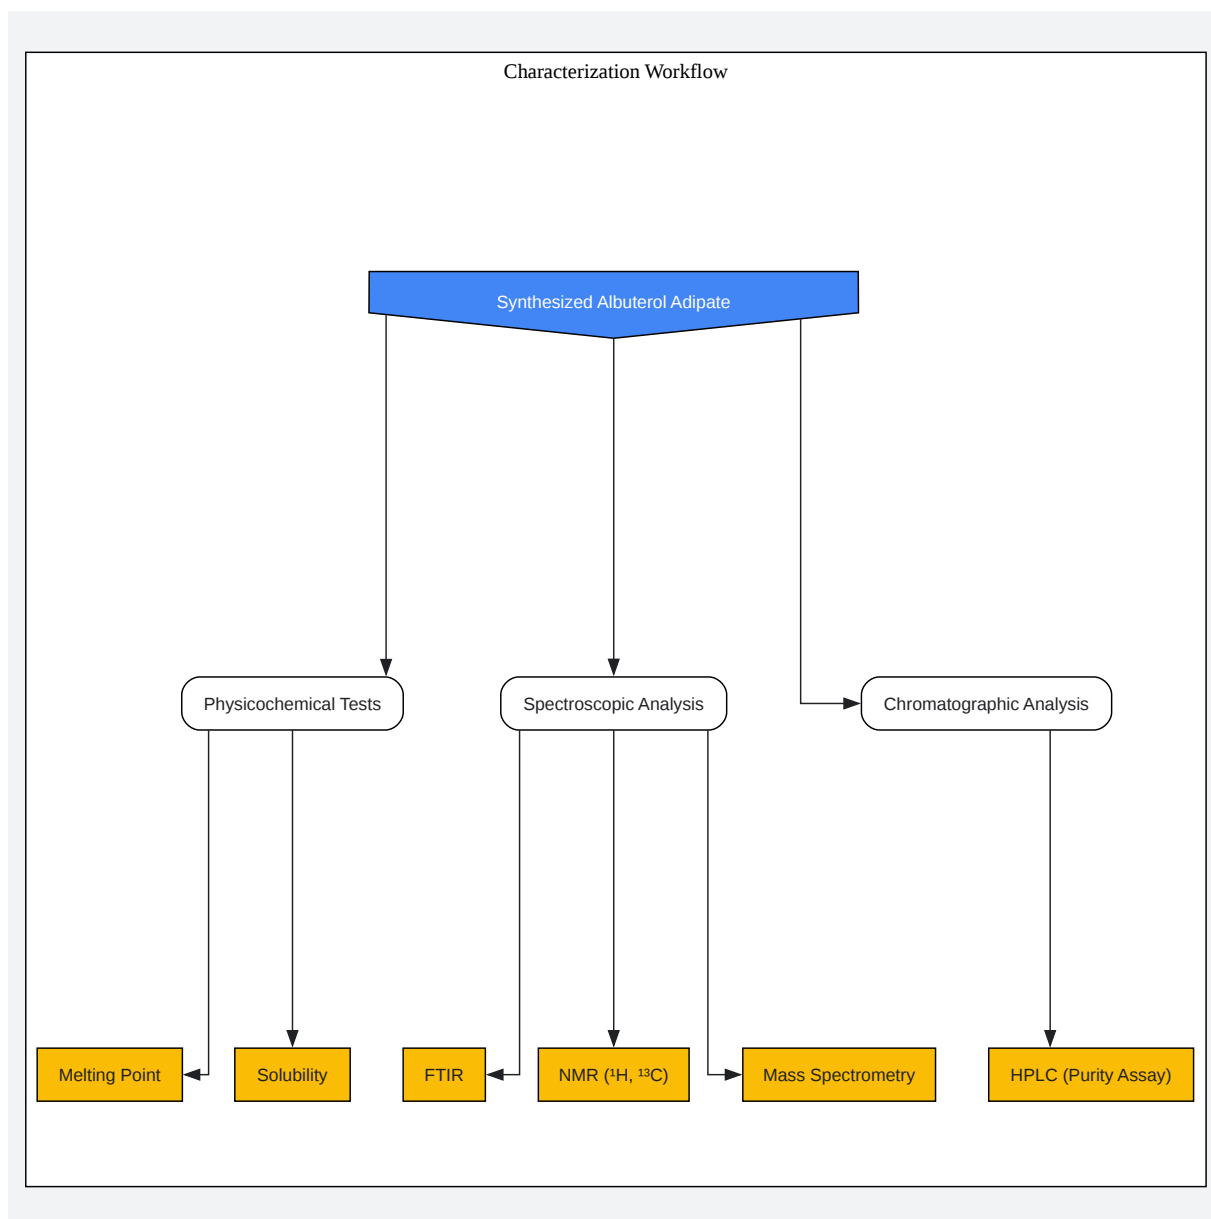 Characterization Workflow
Synthesized Albuterol Adipate
Physicochemical Tests
Spectroscopic Analysis
Chromatographic Analysis
Melting Point
Solubility
FTIR
NMR (¹H, ¹³C)
Mass Spectrometry
HPLC (Purity Assay)